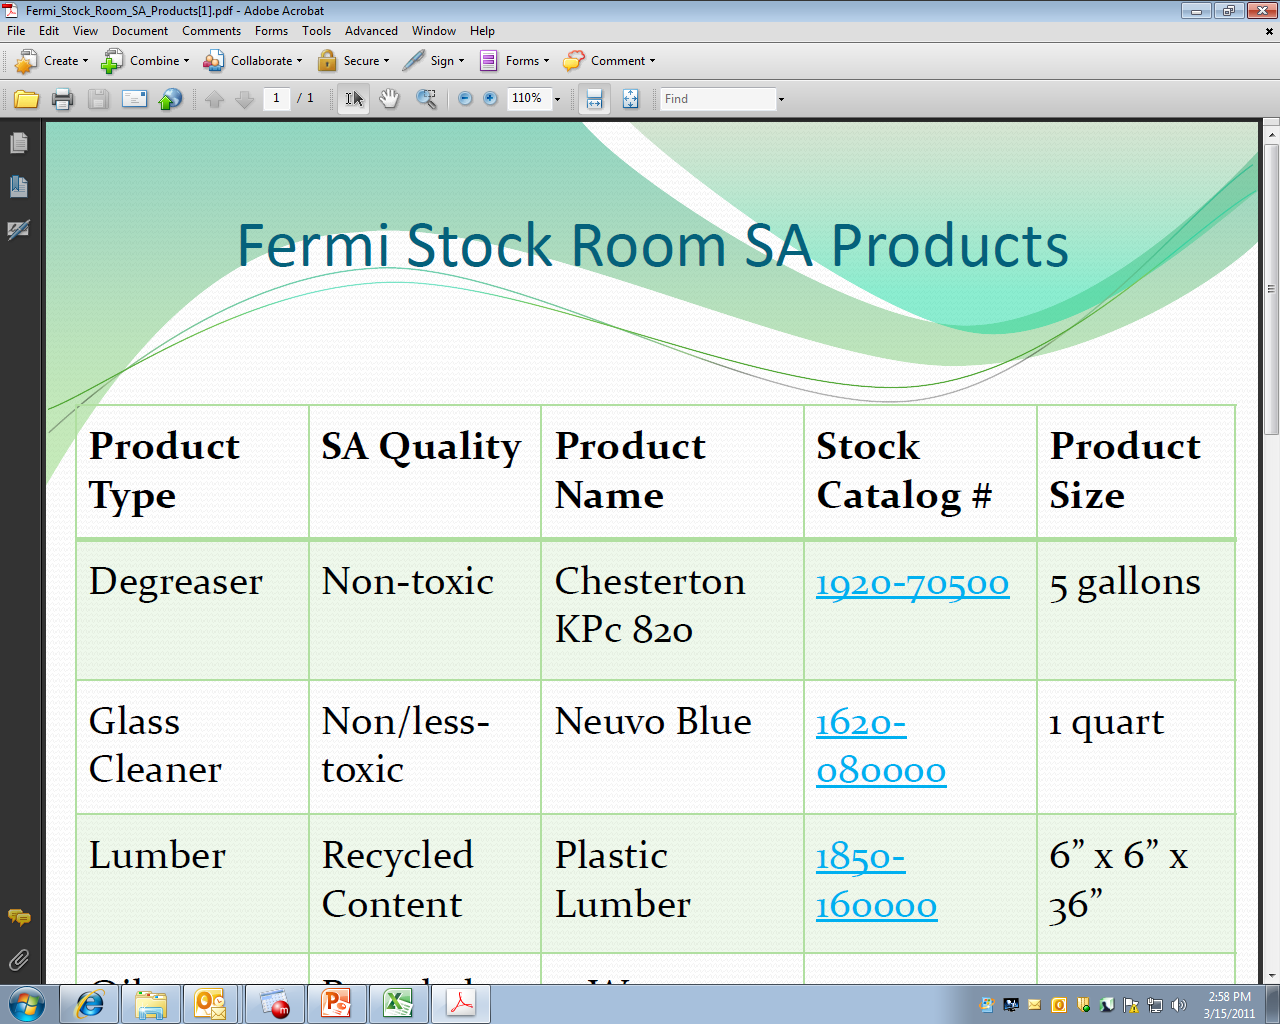 Fermi_Stock_Room_SA_Products[1].pdf - Adobe Acrobat
File Edit View Document Comments Forms Tools Advanced Window Help
Create Combine Collaborate Secure Sign Forms Comment
1 / 1 110% Find
Fermi Stock Room SA Products
Product Type
SA Quality
Product Name
Stock Catalog #
Product Size
Degreaser
Non-toxic
Chesterton
KPc 820
1920-70500
5 gallons
Glass
Cleaner
Non/less-
toxic
Neuvo Blue
1620-
080000
1 quart
Lumber
Recycled
Content
Plastic
Lumber
1850-
160000
6” x 6” x
36”
2:58 PM
3/15/2011